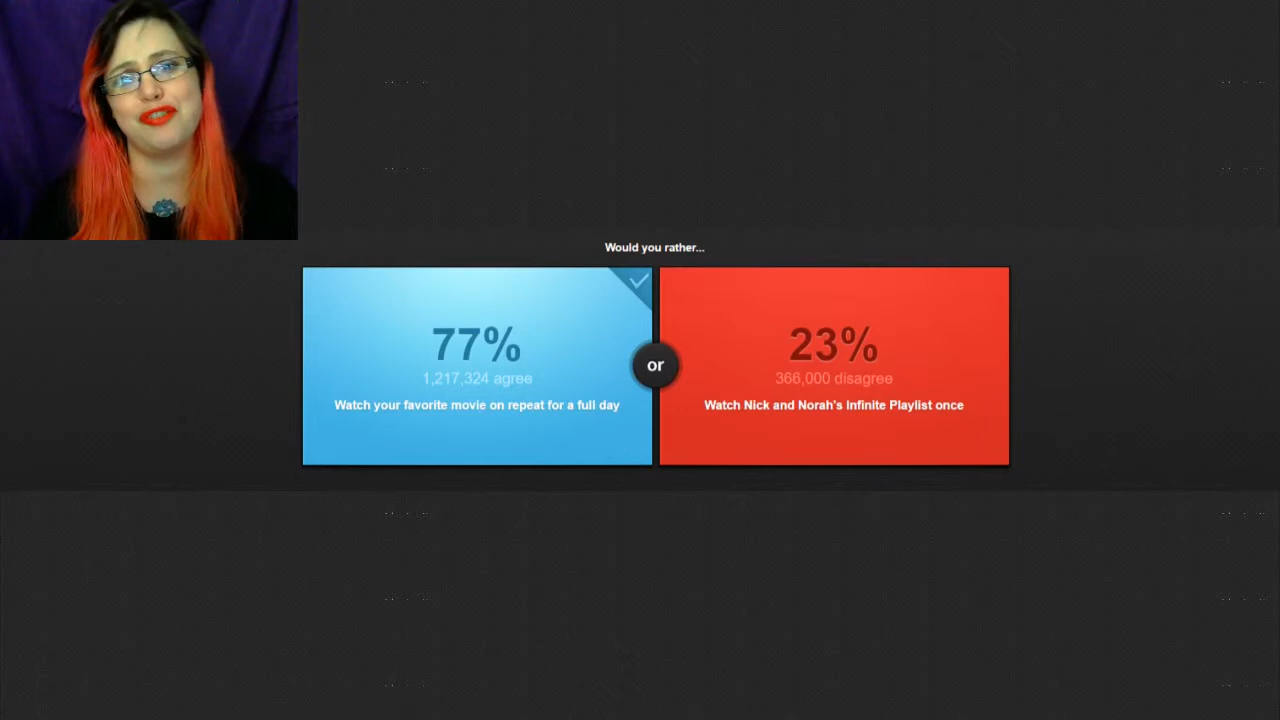 Would you rather...
77%
1,217,324 agree
Watch your favorite movie on repeat for a full day
or
23%
366,000 disagree
Watch Nick and Norah's Infinite Playlist once